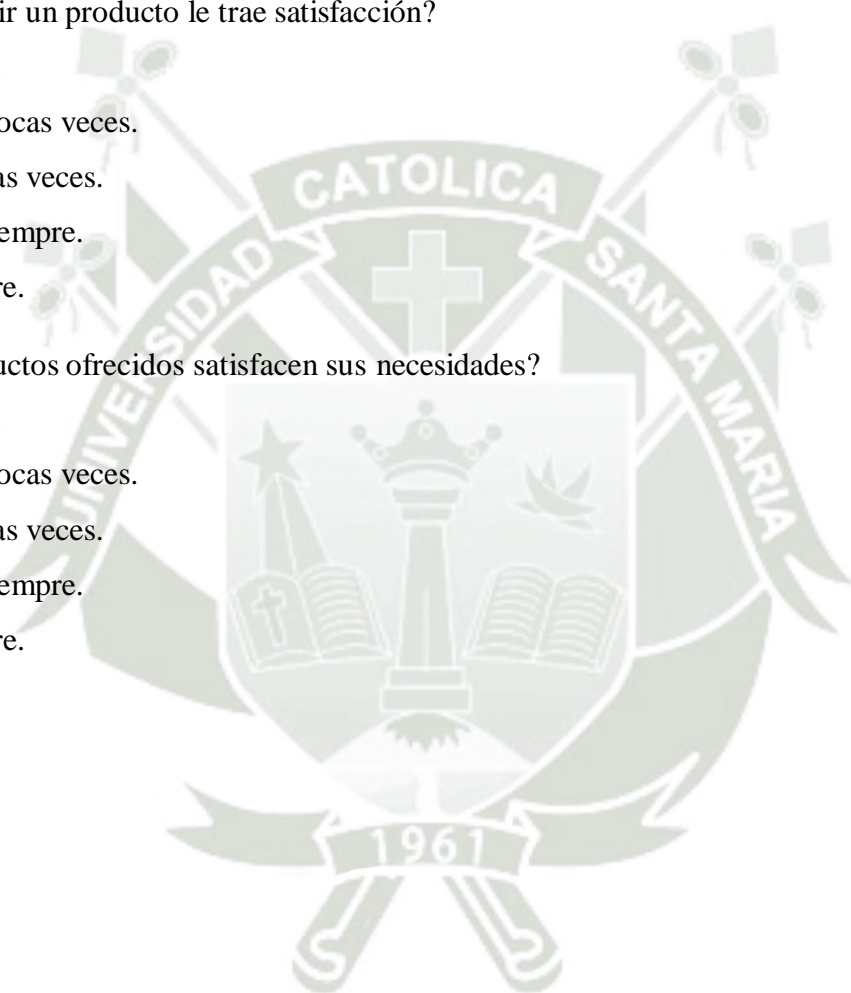 ir un producto le trae satisfacción?
ocas veces.
as veces.
empre.
re.
uctos ofrecidos satisfacen sus necesidades?
ocas veces.
as veces.
empre.
re.
UNIVERSIDAD CATOLICA SANTA MARIA
1961